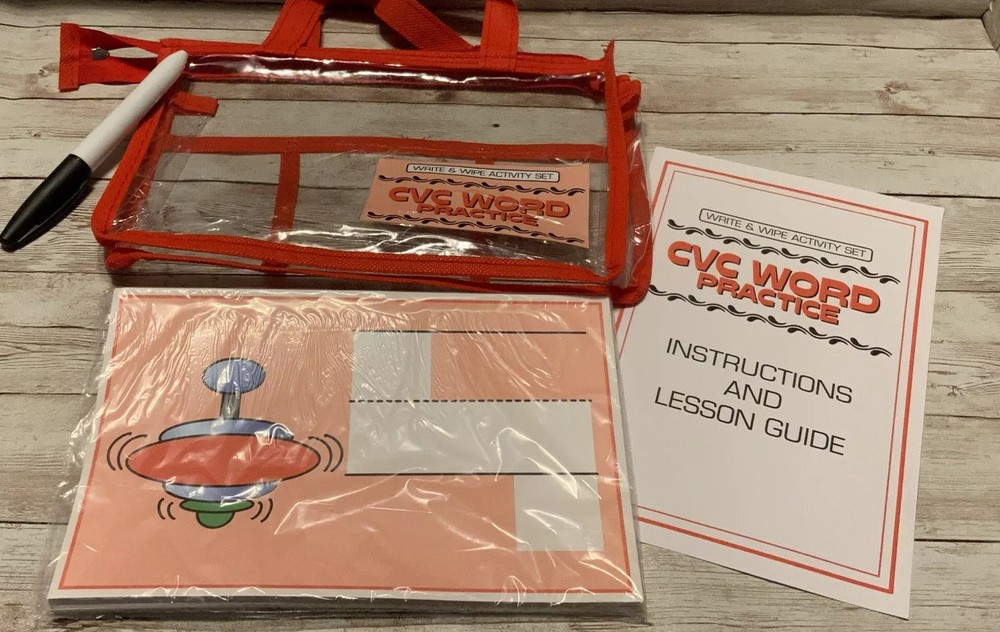 WRITE & WIPE ACTIVITY SET
CVC WORD
PRACTICE
WRITE & WIPE ACTIVITY SET
CVC WORD
PRACTICE
INSTRUCTIONS
AND
LESSON GUIDE